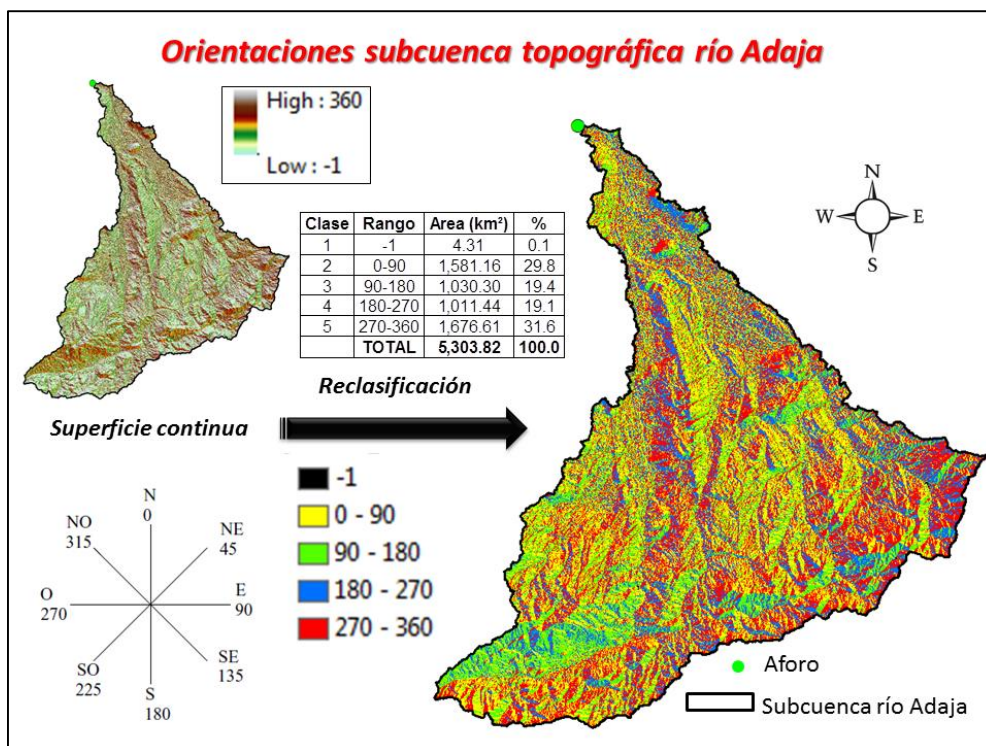 Orientaciones subcuenca topográfica río Adaja
High : 360
Low : -1
N
W E
S
Clase Rango Area (km²) %
1 -1 4.31 0.1
2 0-90 1,581.16 29.8
3 90-180 1,030.30 19.4
4 180-270 1,011.44 19.1
5 270-360 1,676.61 31.6
TOTAL 5,303.82 100.0
Reclasificación
Superficie continua
N
0
NO
315
NE
45
O
270
E
90
SO
225
SE
135
S
180
-1
0 - 90
90 - 180
180 - 270
270 - 360
Aforo
Subcuenca río Adaja